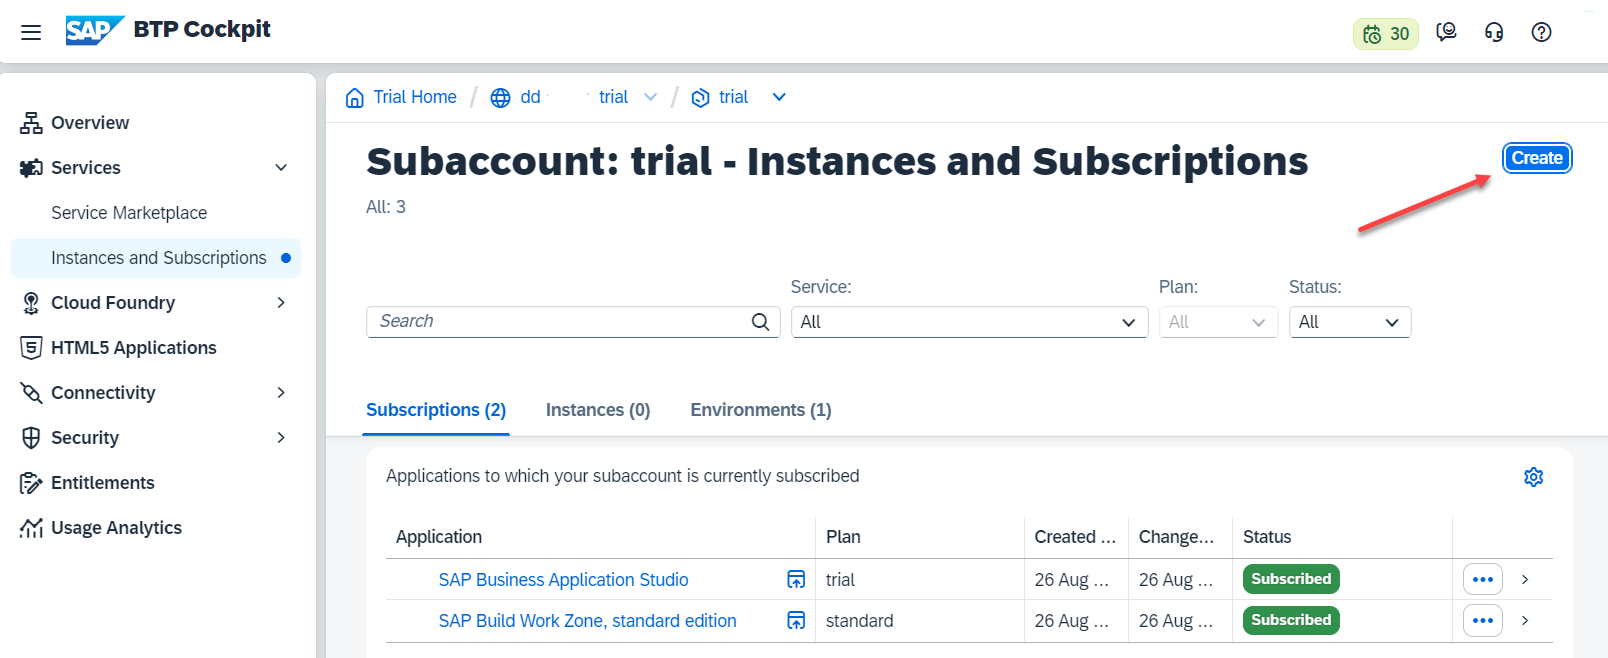 SAP BTP Cockpit
30
Overview
Services
Service Marketplace
Instances and Subscriptions
Cloud Foundry
HTML5 Applications
Connectivity
Security
Entitlements
Usage Analytics
Trial Home / dd trial / trial
Subaccount: trial - Instances and Subscriptions
Create
All: 3
Service:
Plan:
Status:
Search
All
All
All
Subscriptions (2)
Instances (0)
Environments (1)
Applications to which your subaccount is currently subscribed
Application Plan Created ... Change... Status
SAP Business Application Studio trial 26 Aug ... 26 Aug ... Subscribed
SAP Build Work Zone, standard edition standard 26 Aug ... 26 Aug ... Subscribed